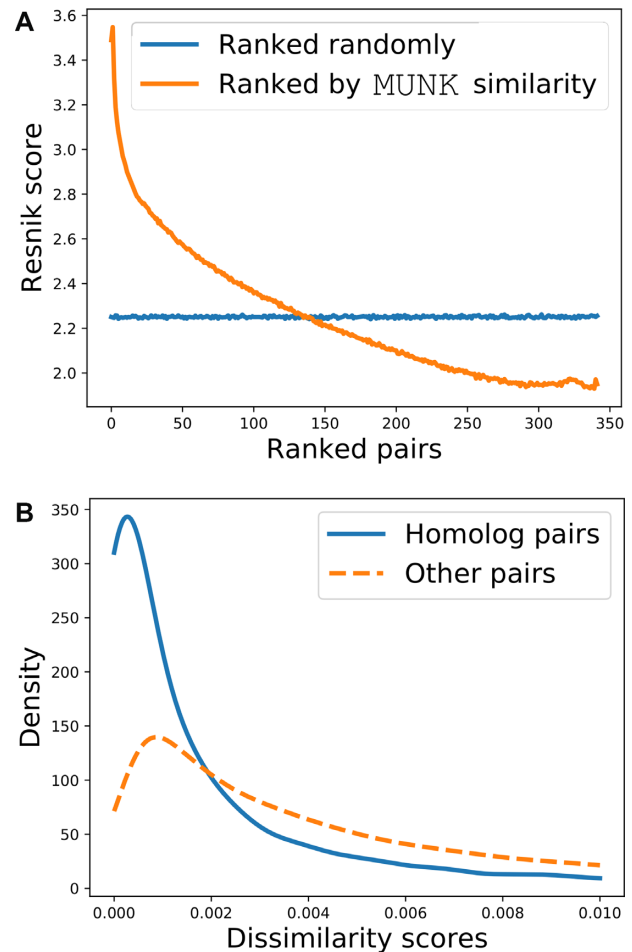 A
Ranked randomly
Ranked by MUNK similarity
Resnik score
3.6
3.4
3.2
3.0
2.8
2.6
2.4
2.2
2.0
0 50 100 150 200 250 300 350
Ranked pairs
B
Homolog pairs
Other pairs
Density
350
300
250
200
150
100
50
0
0.000 0.002 0.004 0.006 0.008 0.010
Dissimilarity scores